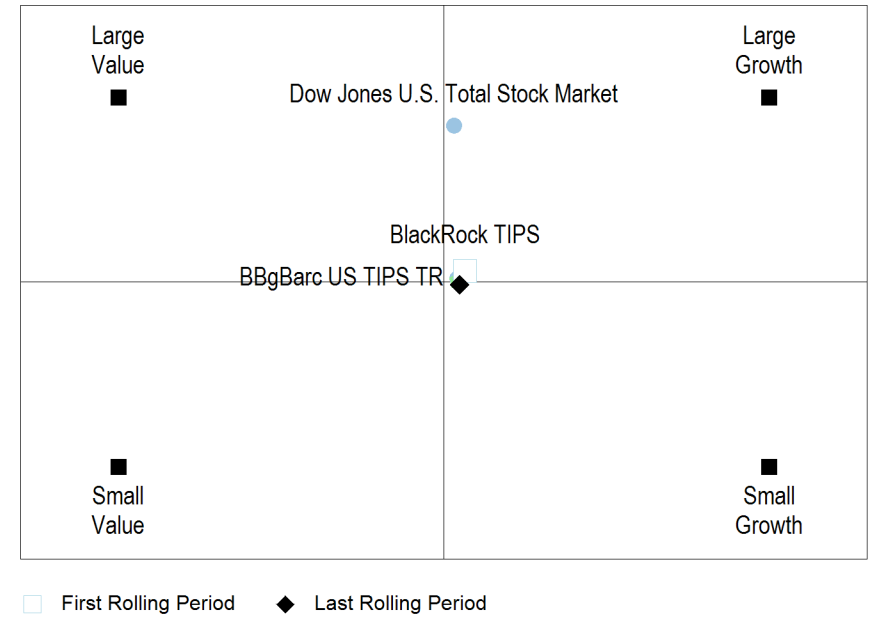 Large
Value
Large
Growth
Dow Jones U.S. Total Stock Market
BlackRock TIPS
BBgBarc US TIPS TR
Small
Value
Small
Growth
First Rolling Period
Last Rolling Period